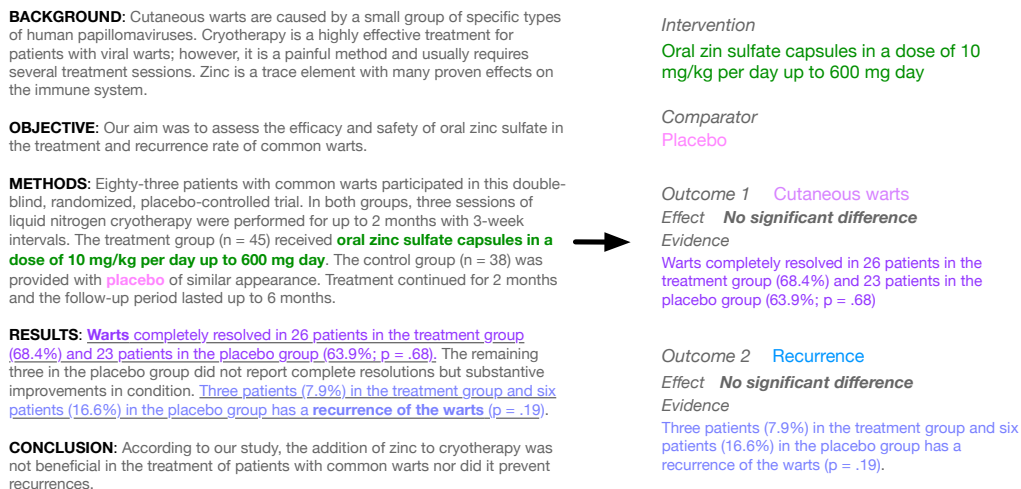 BACKGROUND: Cutaneous warts are caused by a small group of specific types
of human papillomaviruses. Cryotherapy is a highly effective treatment for
patients with viral warts; however, it is a painful method and usually requires
several treatment sessions. Zinc is a trace element with many proven effects on
the immune system.
OBJECTIVE: Our aim was to assess the efficacy and safety of oral zinc sulfate in
the treatment and recurrence rate of common warts.
METHODS: Eighty-three patients with common warts participated in this double-
blind, randomized, placebo-controlled trial. In both groups, three sessions of
liquid nitrogen cryotherapy were performed for up to 2 months with 3-week
intervals. The treatment group (n = 45) received oral zinc sulfate capsules in a
dose of 10 mg/kg per day up to 600 mg day. The control group (n = 38) was
provided with placebo of similar appearance. Treatment continued for 2 months
and the follow-up period lasted up to 6 months.
RESULTS: Warts completely resolved in 26 patients in the treatment group
(68.4%) and 23 patients in the placebo group (63.9%; p = .68). The remaining
three in the placebo group did not report complete resolutions but substantive
improvements in condition. Three patients (7.9%) in the treatment group and six
patients (16.6%) in the placebo group has a recurrence of the warts (p = .19).
CONCLUSION: According to our study, the addition of zinc to cryotherapy was
not beneficial in the treatment of patients with common warts nor did it prevent
recurrences.
Intervention
Oral zin sulfate capsules in a dose of 10
mg/kg per day up to 600 mg day
Comparator
Placebo
Outcome 1 Cutaneous warts
Effect No significant difference
Evidence
Warts completely resolved in 26 patients in the
treatment group (68.4%) and 23 patients in the
placebo group (63.9%; p = .68)
Outcome 2 Recurrence
Effect No significant difference
Evidence
Three patients (7.9%) in the treatment group and six
patients (16.6%) in the placebo group has a
recurrence of the warts (p = .19).